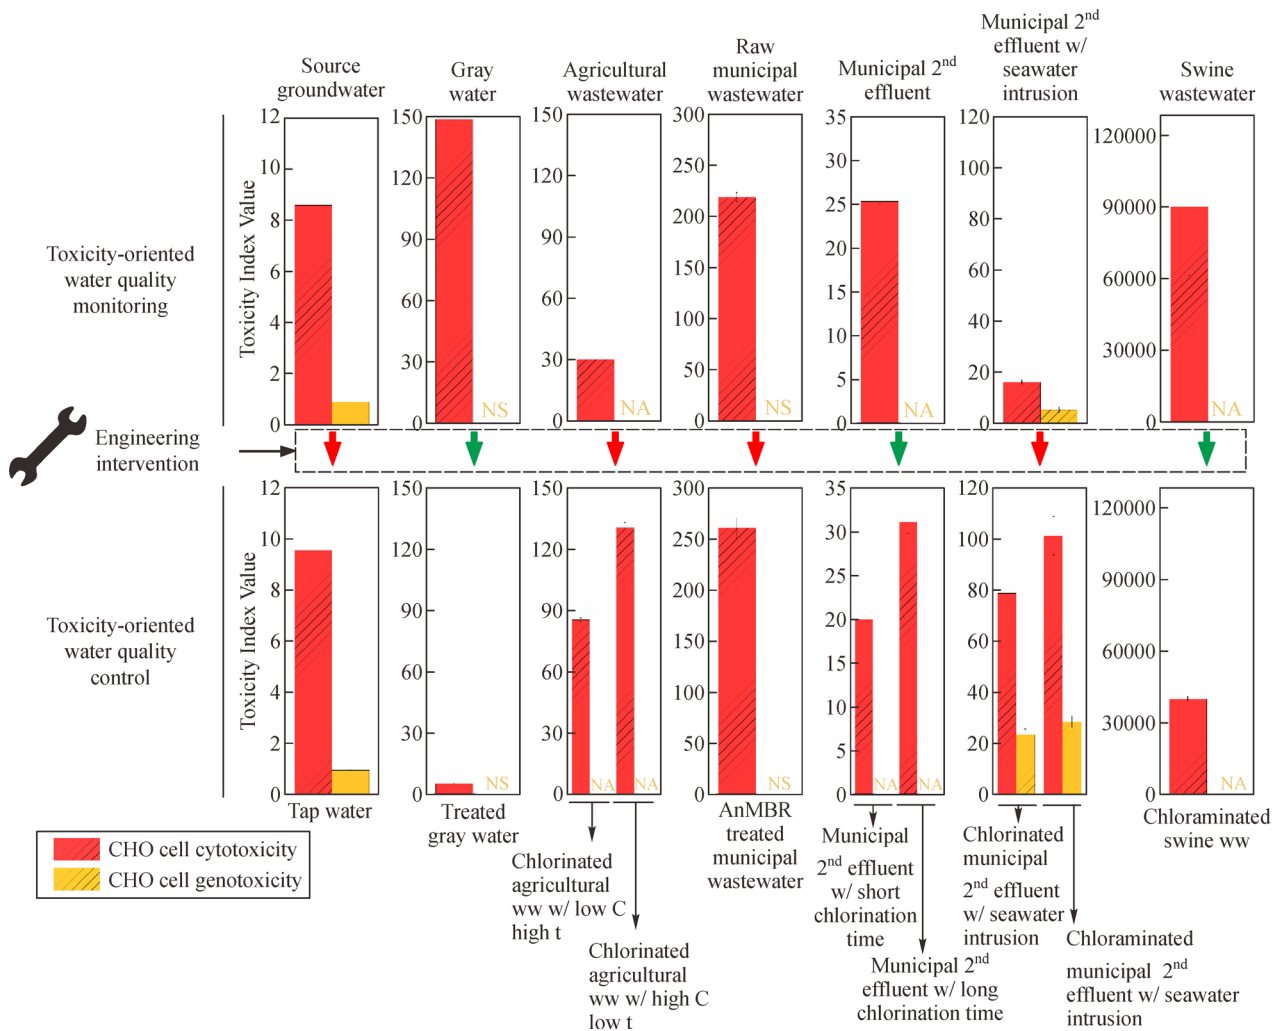 Source
groundwater
Gray
water
Agricultural
wastewater
Raw
municipal
wastewater
Municipal 2nd
effluent
Municipal 2nd
effluent w/
seawater
intrusion
Swine
wastewater
Toxicity-oriented
water quality
monitoring
Toxicity Index Value
12
10
8
6
4
2
0
150
120
90
60
30
0
NS
150
120
90
60
30
0
NA
300
250
200
150
100
50
0
NS
35
30
25
20
15
10
5
0
NA
120
100
80
60
40
20
0
120000
90000
60000
30000
0
NA
Engineering
intervention
Toxicity-oriented
water quality
control
Toxicity Index Value
12
10
8
6
4
2
0
150
120
90
60
30
0
NS
150
120
90
60
30
0
NA
NA
300
250
200
150
100
50
0
NS
35
30
25
20
15
10
5
0
NA
NA
120
100
80
60
40
20
0
120000
90000
60000
30000
0
NA
Tap water
Treated
gray water
Chlorinated
agricultural
ww w/ low C
high t
Chlorinated
agricultural
ww w/ high C
low t
AnMBR
treated
municipal
wastewater
Municipal
2nd effluent
w/ short
chlorination
time
Municipal 2nd
effluent w/ long
chlorination time
Chlorinated
municipal
2nd effluent
w/ seawater
intrusion
Chloraminated
municipal 2nd
effluent w/ seawater
intrusion
Chloraminated
swine ww
CHO cell cytotoxicity
CHO cell genotoxicity